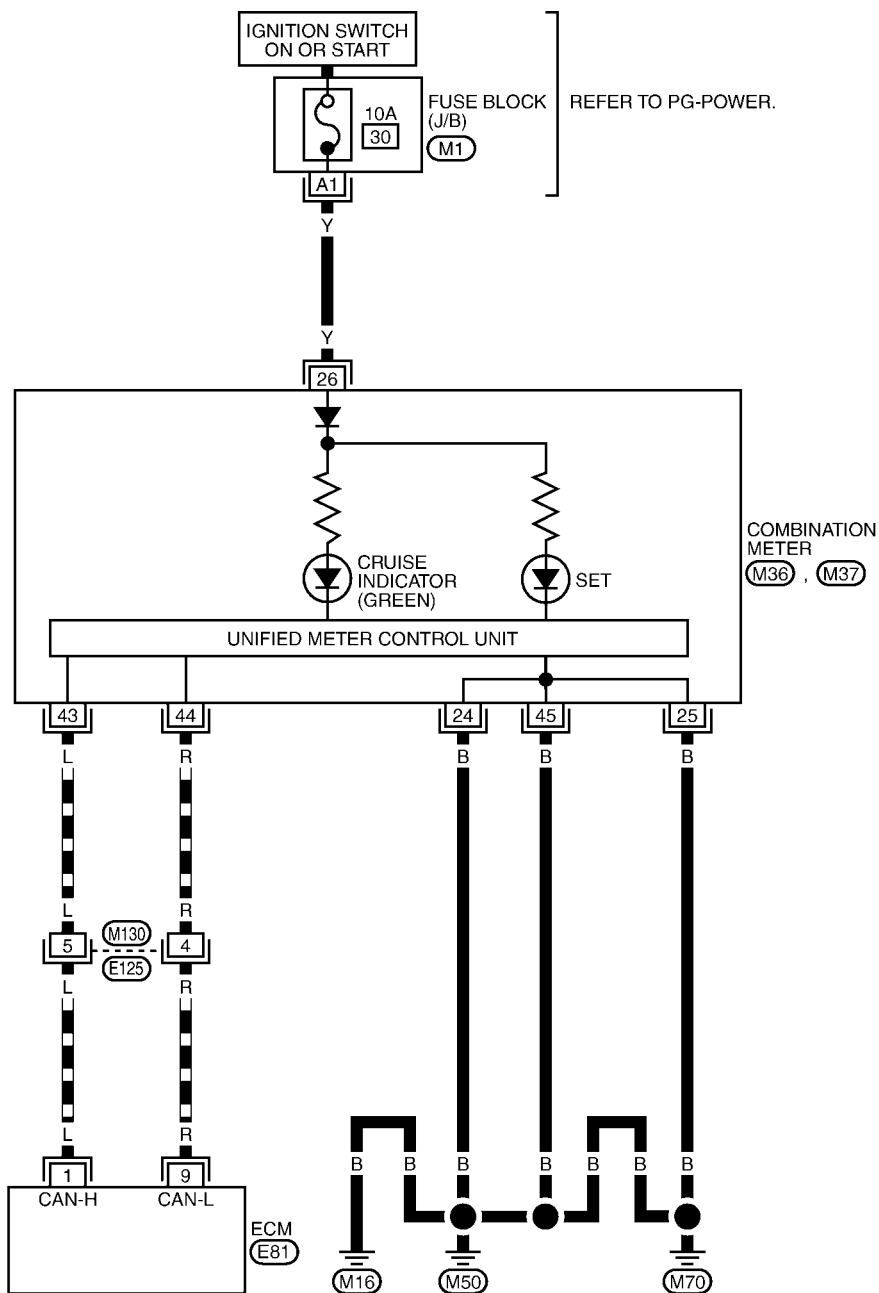 IGNITION SWITCH
ON OR START
10A
30
FUSE BLOCK
(J/B)
M1
REFER TO PG-POWER.
A1
Y
Y
26
CRUISE
INDICATOR
(GREEN)
SET
COMBINATION
METER
M36 , M37
UNIFIED METER CONTROL UNIT
43 44 24 45 25
L R B B B
L R
5 M130 4
E125
L R
L R
B B B B B B B
1 9
CAN-H CAN-L
ECM
E81
M16 M50 M70